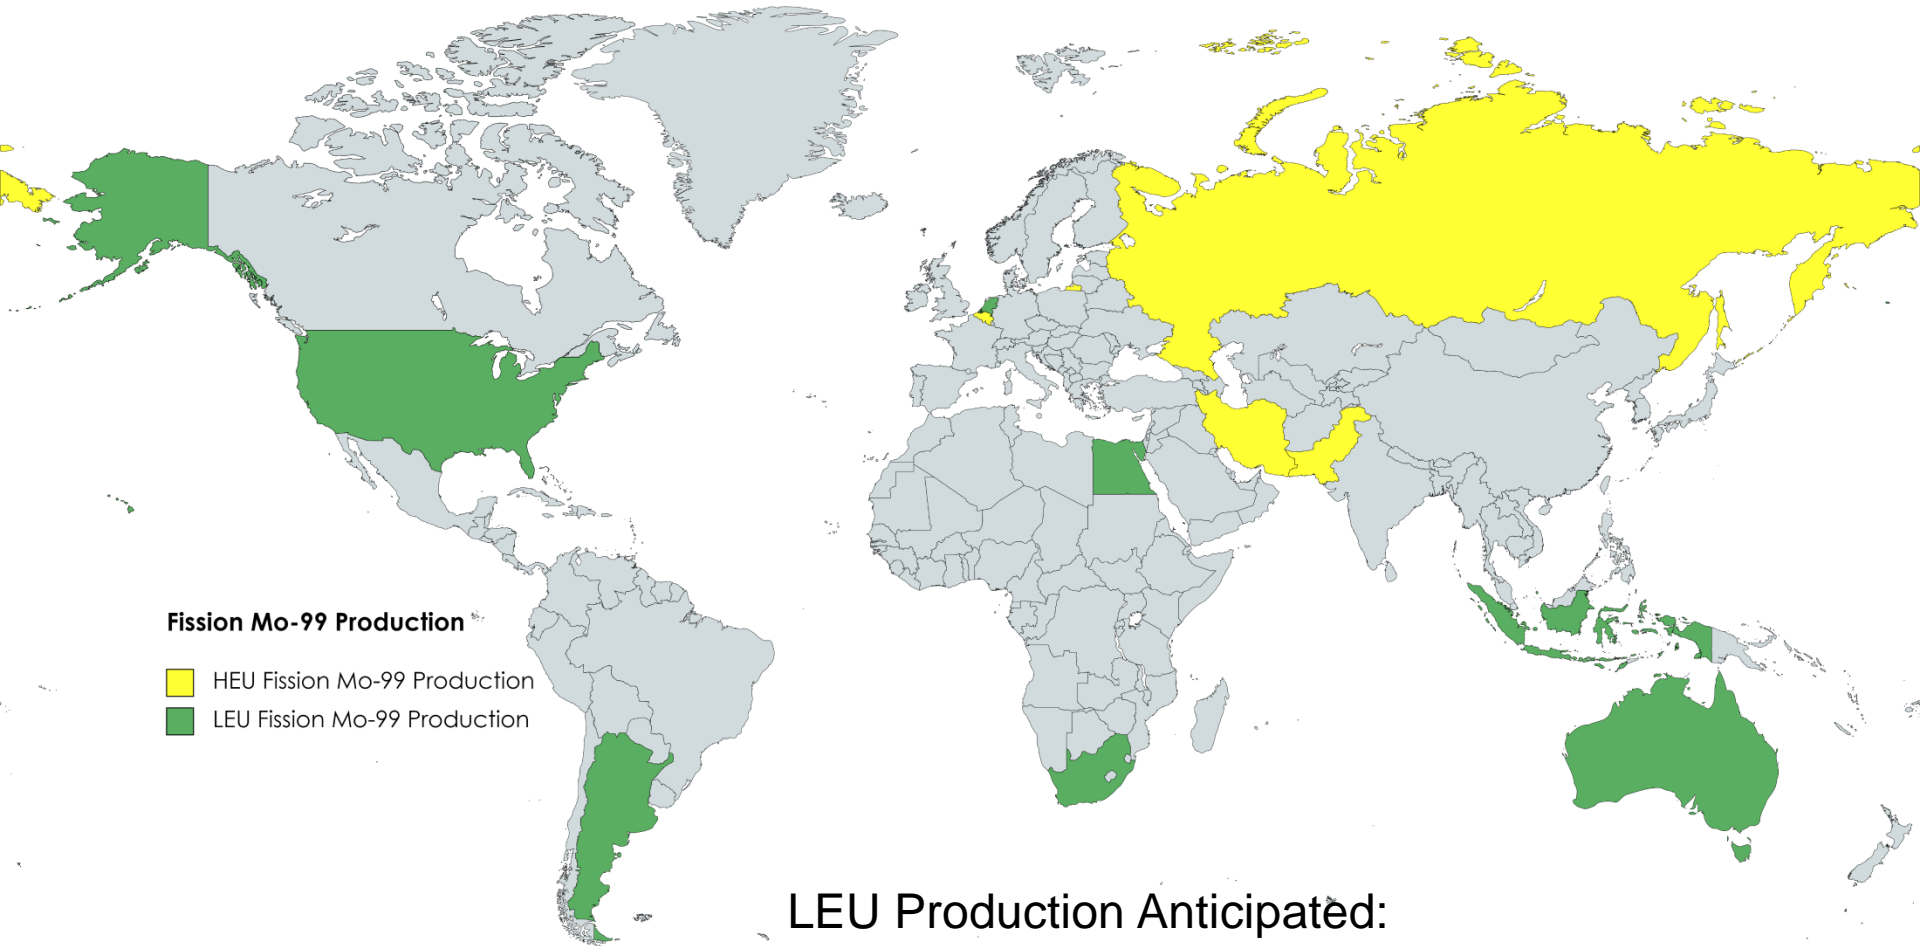 Fission Mo-99 Production
HEU Fission Mo-99 Production
LEU Fission Mo-99 Production
LEU Production Anticipated: